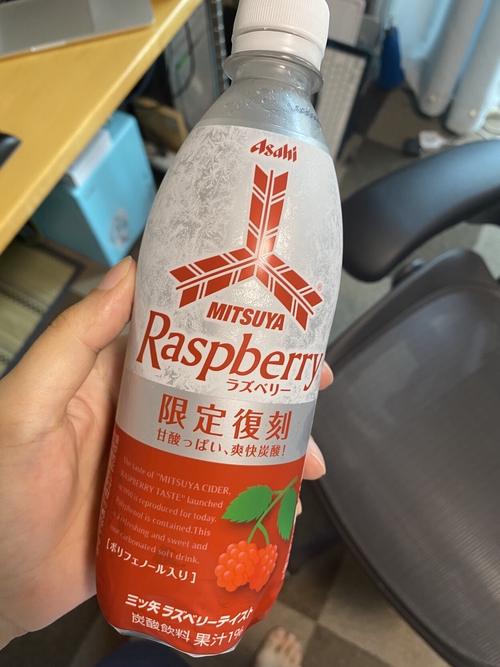 Asahi
MITSUYA
Raspberry
ラズベリー
限定復刻
甘酸っぱい、爽快炭酸!
The taste of "MITSUYA CIDER,
RASPBERRY TASTE" launched
is reproduced for today.
Polyphenol is contained. This
refreshing and sweet and
carbonated soft drink.
[ポリフェノール入り]
三ッ矢 ラズベリーテイスト
炭酸飲料 果汁1%